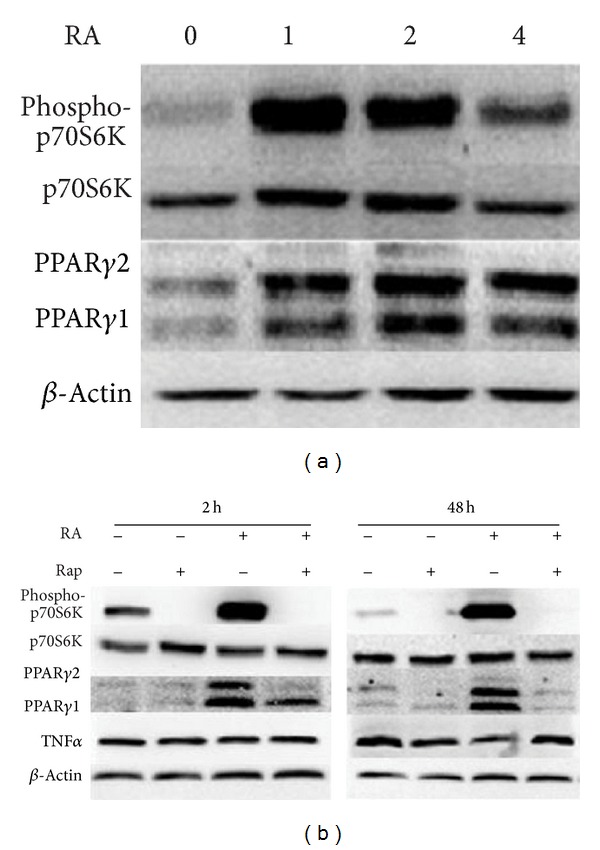 RA 0 1 2 4
Phospho-
p70S6K
p70S6K
PPARγ2
PPARγ1
β-Actin
(a)
2 h 48 h
RA − − + + − − + +
Rap − + − + − + − +
Phospho-
p70S6K
p70S6K
PPARγ2
PPARγ1
TNFα
β-Actin
(b)